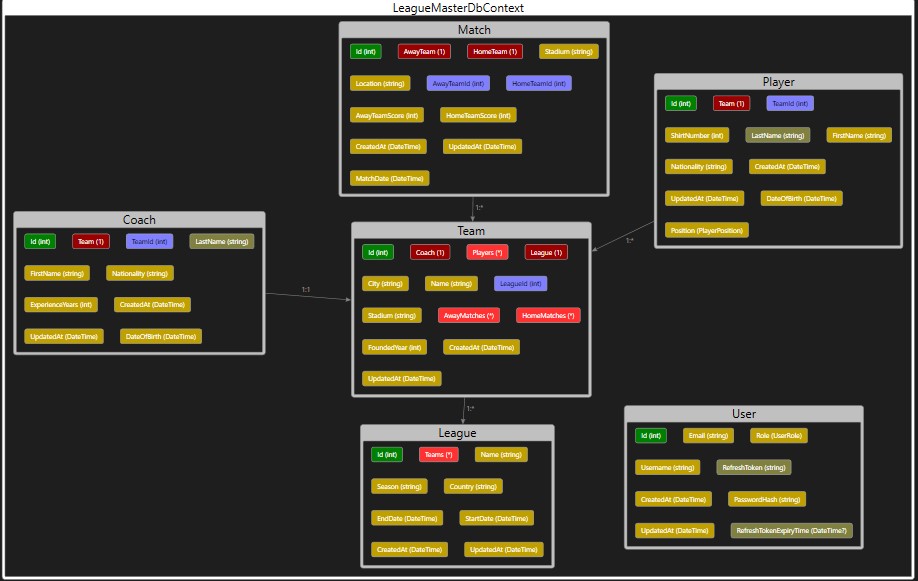 LeagueMasterDbContext
Match
Id (int) AwayTeam (1) HomeTeam (1) Stadium (string)
Location (string) AwayTeamId (int) HomeTeamId (int)
AwayTeamScore (int) HomeTeamScore (int)
CreatedAt (DateTime) UpdatedAt (DateTime)
MatchDate (DateTime)
1:*
Player
Id (int) Team (1) TeamId (int)
ShirtNumber (int) LastName (string) FirstName (string)
Nationality (string) CreatedAt (DateTime)
UpdatedAt (DateTime) DateOfBirth (DateTime)
Position (PlayerPosition)
1:*
Coach
Id (int) Team (1) TeamId (int) LastName (string)
FirstName (string) Nationality (string)
ExperienceYears (int) CreatedAt (DateTime)
UpdatedAt (DateTime) DateOfBirth (DateTime)
1:1
Team
Id (int) Coach (1) Players (*) League (1)
City (string) Name (string) LeagueId (int)
Stadium (string) AwayMatches (*) HomeMatches (*)
FoundedYear (int) CreatedAt (DateTime)
UpdatedAt (DateTime)
1:*
League
Id (int) Teams (*) Name (string)
Season (string) Country (string)
EndDate (DateTime) StartDate (DateTime)
CreatedAt (DateTime) UpdatedAt (DateTime)
User
Id (int) Email (string) Role (UserRole)
Username (string) RefreshToken (string)
CreatedAt (DateTime) PasswordHash (string)
UpdatedAt (DateTime) RefreshTokenExpiryTime (DateTime?)